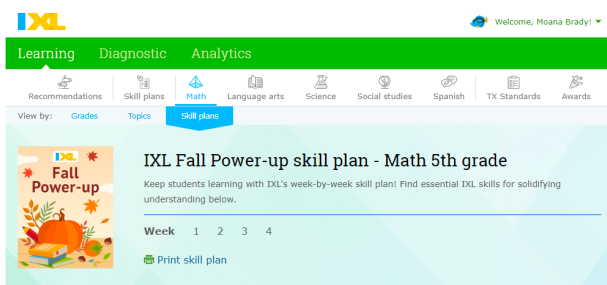 IXL
Welcome, Moana Brady!
Learning Diagnostic Analytics
Recommendations Skill plans Math Language arts Science Social studies Spanish TX Standards Awards
View by: Grades Topics Skill plans
IXL
Fall
Power-up
IXL Fall Power-up skill plan - Math 5th grade
Keep students learning with IXL's week-by-week skill plan! Find essential IXL skills for solidifying
understanding below.
Week 1 2 3 4
Print skill plan